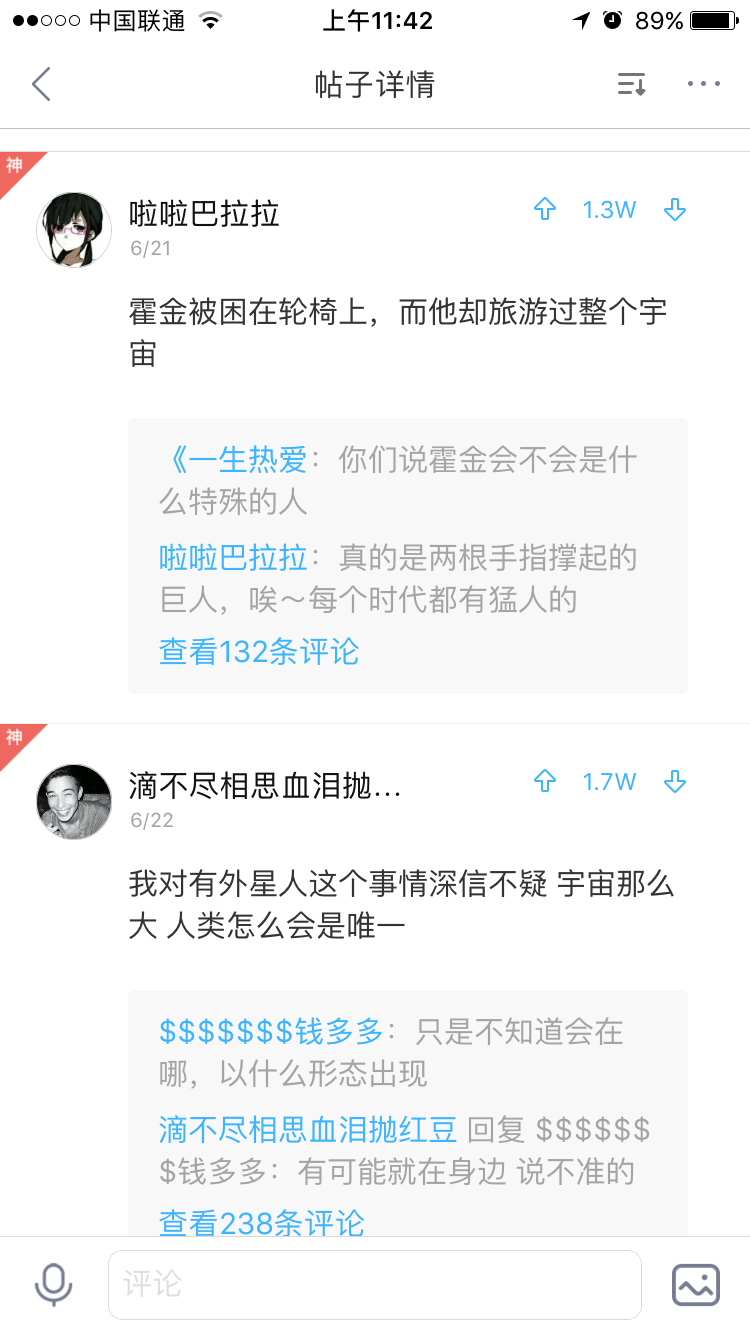 中国联通
上午11:42
89%
帖子详情
神
啦啦巴拉拉
1.3W
6/21
霍金被困在轮椅上，而他却旅游过整个宇
宙
《一生热爱：你们说霍金会不会是什
么特殊的人
啦啦巴拉拉：真的是两根手指撑起的
巨人，唉～每个时代都有猛人的
查看132条评论
神
滴不尽相思血泪抛...
1.7W
6/22
我对有外星人这个事情深信不疑 宇宙那么
大 人类怎么会是唯一
$$$$$$$钱多多：只是不知道会在
哪，以什么形态出现
滴不尽相思血泪抛红豆 回复 $$$$$$
$钱多多：有可能就在身边 说不准的
查看238条评论
评论